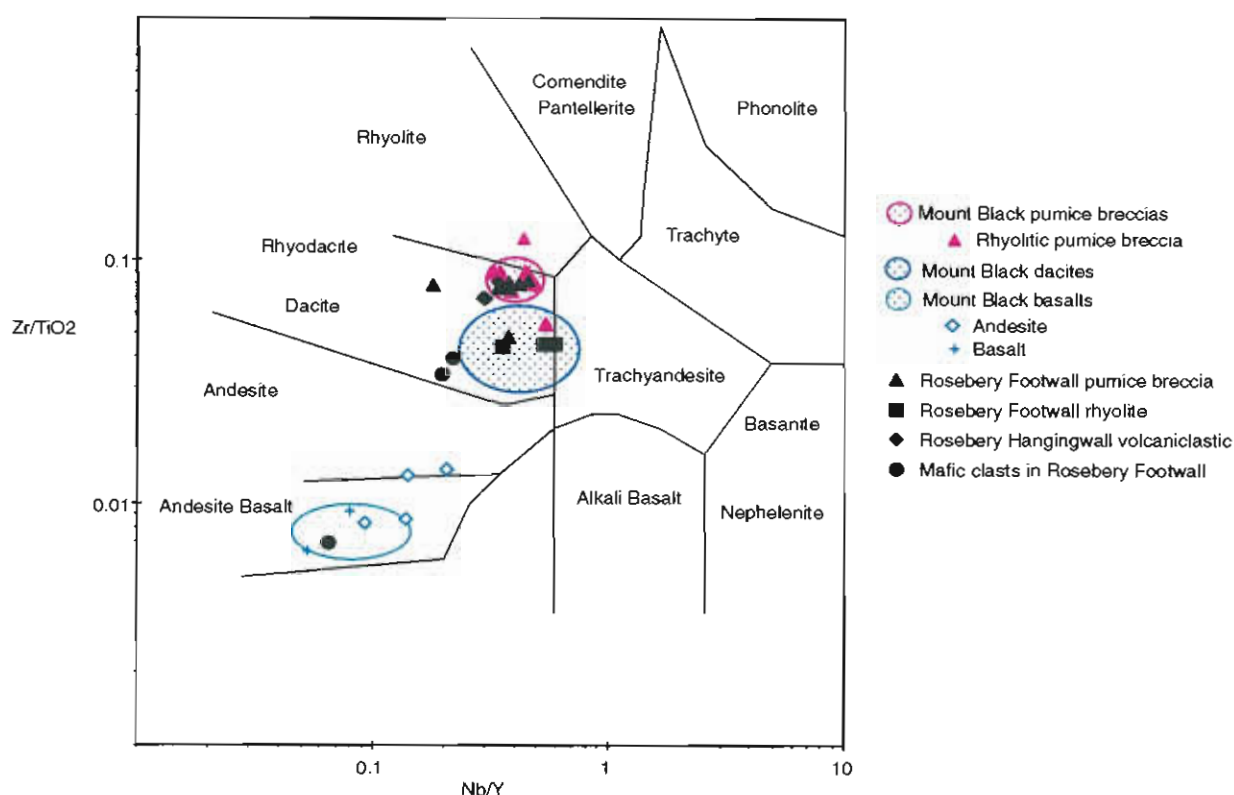 Comendite
Pantellerite
Phonolite
Rhyolite
Mount Black pumice breccias
Rhyolitic pumice breccia
Trachyte
Rhyodacite
0.1
Mount Black dacites
Dacite
Mount Black basalts
Zr/TiO2
Andesite
Basalt
Trachyandesite
Rosebery Footwall pumice breccia
Andesite
Rosebery Footwall rhyolite
Basanite
Rosebery Hangingwall volcaniclastic
Mafic clasts in Rosebery Footwall
Alkali Basalt
0.01
Andesite Basalt
Nephelenite
0.1
1
10
Nb/Y